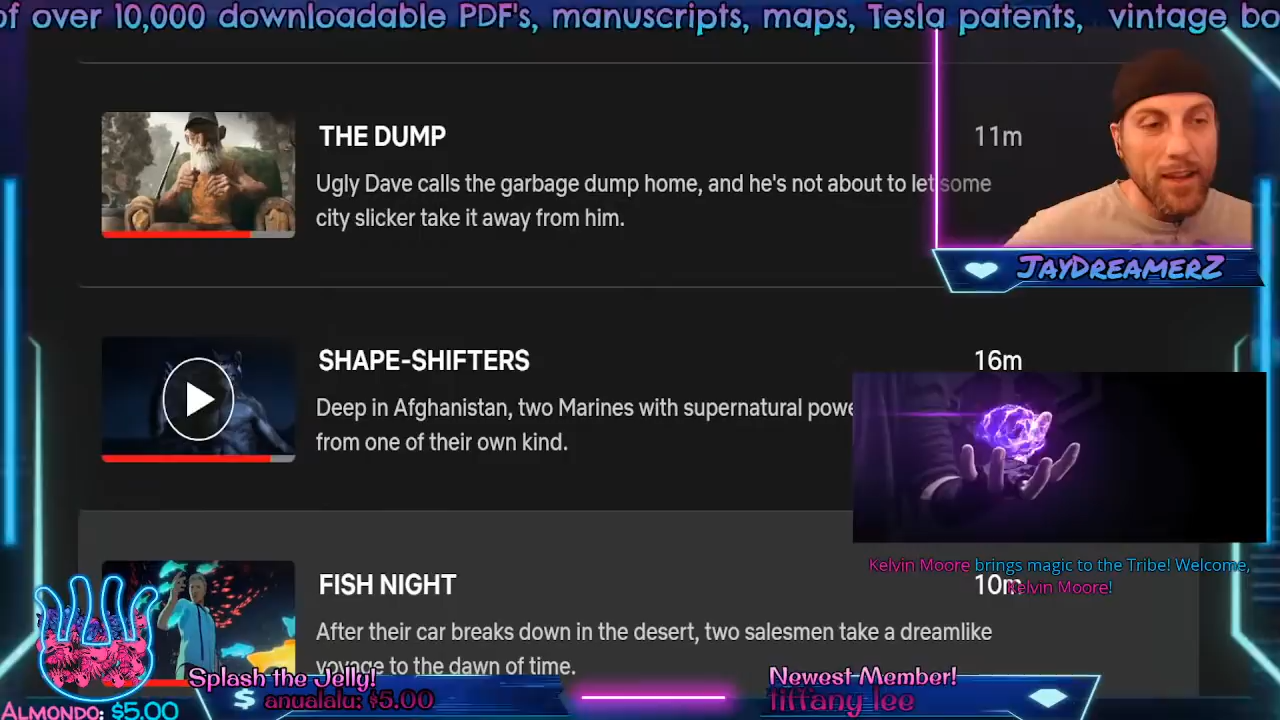 of over 10,000 downloadable PDF's, manuscripts, maps, Tesla patents, vintage bo
THE DUMP
11m
Ugly Dave calls the garbage dump home, and he's not about to let some
city slicker take it away from him.
JayDreamerZ
SHAPE-SHIFTERS
16m
Deep in Afghanistan, two Marines with supernatural powe
from one of their own kind.
Kelvin Moore brings magic to the Tribe! Welcome,
Kelvin Moore!
FISH NIGHT
10m
After their car breaks down in the desert, two salesmen take a dreamlike
voyage to the dawn of time.
Splash the Jelly!
$ anualalu: $5.00
Newest Member!
tiffany lee
Almondo: $5.00